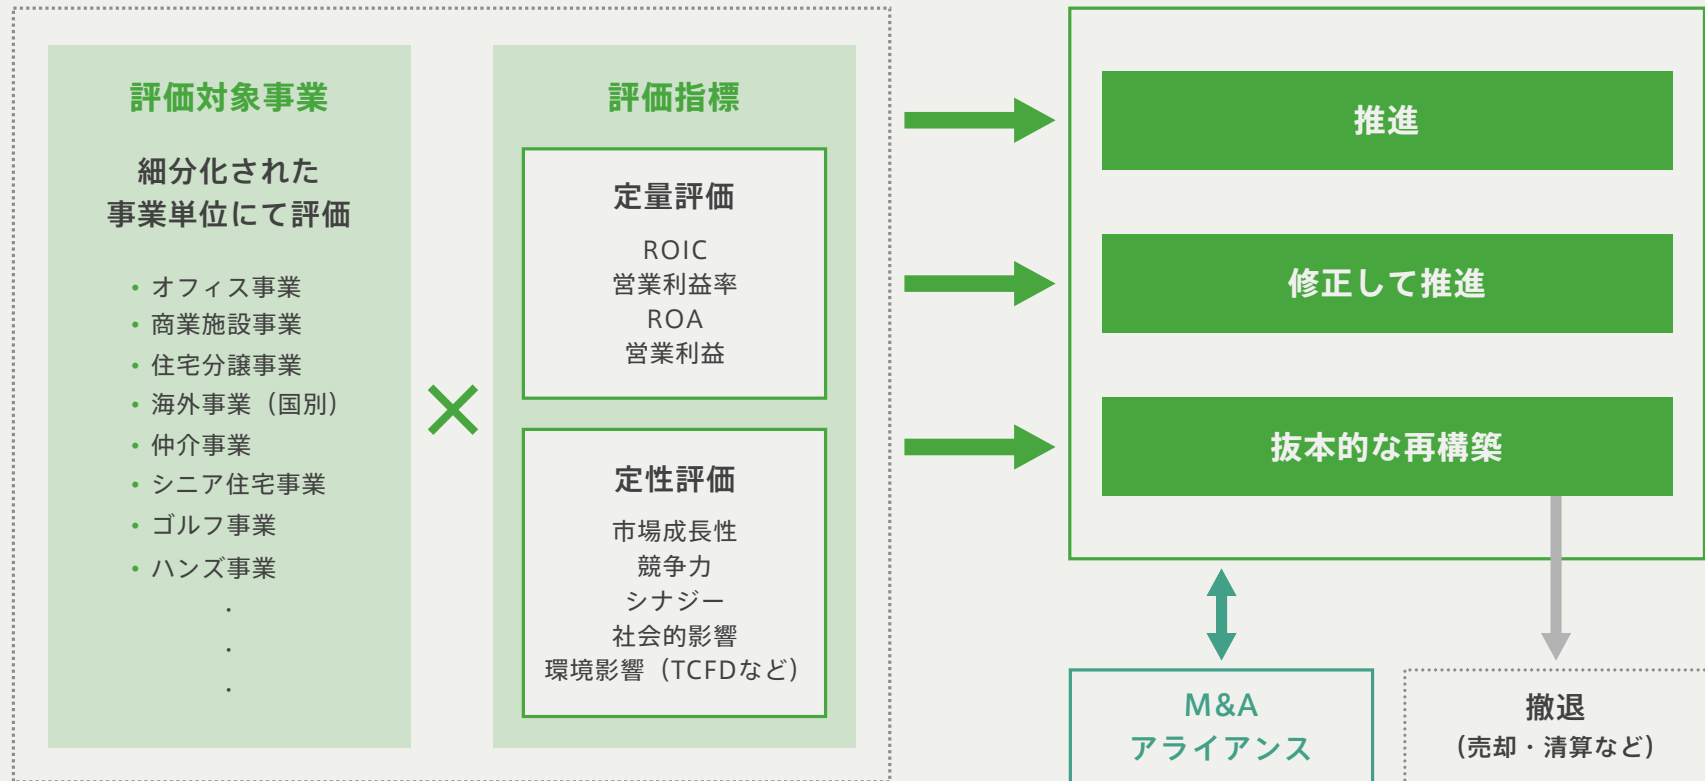 評価対象事業
細分化された
事業単位にて評価
・オフィス事業
・商業施設事業
・住宅分譲事業
・海外事業（国別）
・仲介事業
・シニア住宅事業
・ゴルフ事業
・ハンズ事業
・
・
・
×
評価指標
定量評価
ROIC
営業利益率
ROA
営業利益
定性評価
市場成長性
競争力
シナジー
社会的影響
環境影響（TCFDなど）
推進
修正して推進
抜本的な再構築
M&A
アライアンス
撤退
（売却・清算など）